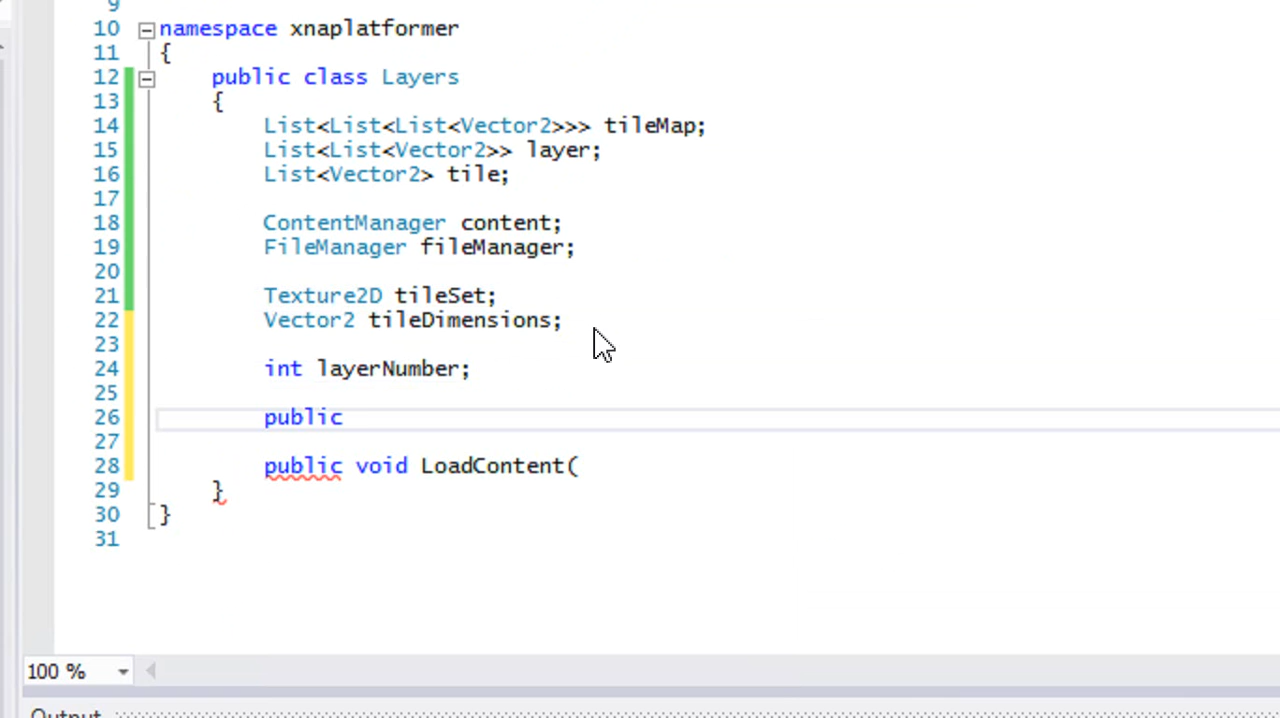 9
10 namespace xnaplatformer
11 {
12 public class Layers
13 {
14 List<List<List<Vector2>>> tileMap;
15 List<List<Vector2>> layer;
16 List<Vector2> tile;
17
18 ContentManager content;
19 FileManager fileManager;
20
21 Texture2D tileSet;
22 Vector2 tileDimensions;
23
24 int layerNumber;
25
26 public
27
28 public void LoadContent(
29 }
30 }
31
100 %
Output